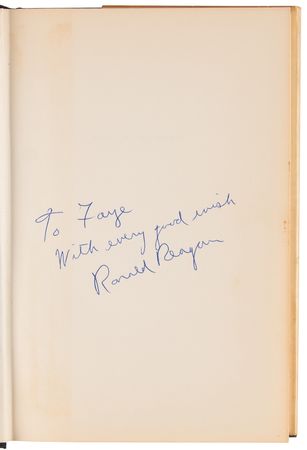 To Faye
With every good wish
Ronald Reagan